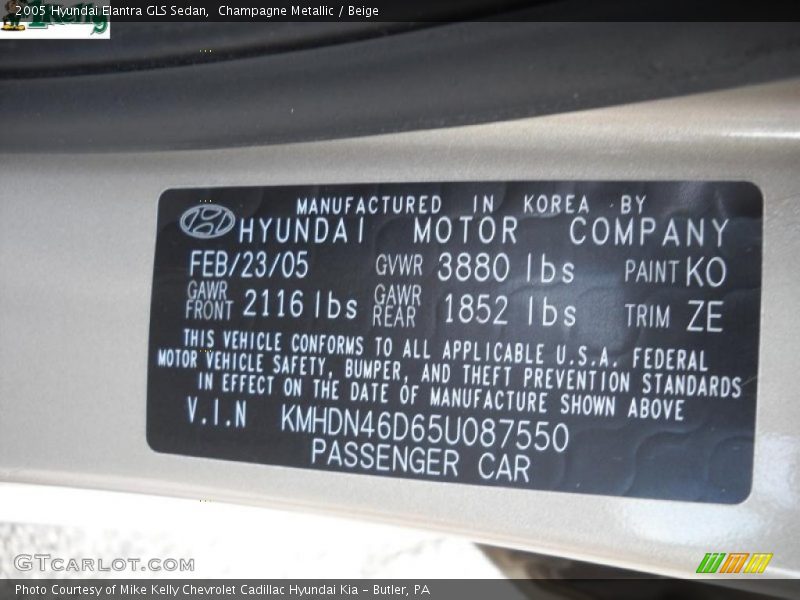 2005 Hyundai Elantra GLS Sedan, Champagne Metallic / Beige
MANUFACTURED IN KOREA BY
HYUNDAI MOTOR COMPANY
FEB/23/05 GVWR 3880 lbs PAINT KO
GAWR FRONT 2116 lbs GAWR REAR 1852 lbs TRIM ZE
THIS VEHICLE CONFORMS TO ALL APPLICABLE U.S.A. FEDERAL
MOTOR VEHICLE SAFETY, BUMPER, AND THEFT PREVENTION STANDARDS
IN EFFECT ON THE DATE OF MANUFACTURE SHOWN ABOVE
V.I.N KMHDN46D65U087550
PASSENGER CAR
GTCARLOT.COM
Photo Courtesy of Mike Kelly Chevrolet Cadillac Hyundai Kia - Butler, PA